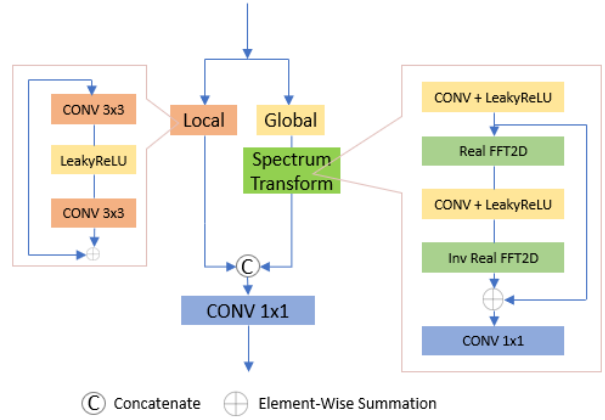 CONV 3x3
LeakyReLU
CONV 3x3
Local
Global
Spectrum
Transform
C
CONV 1x1
CONV + LeakyReLU
Real FFT2D
CONV + LeakyReLU
Inv Real FFT2D
CONV 1x1
C Concatenate
Element-Wise Summation